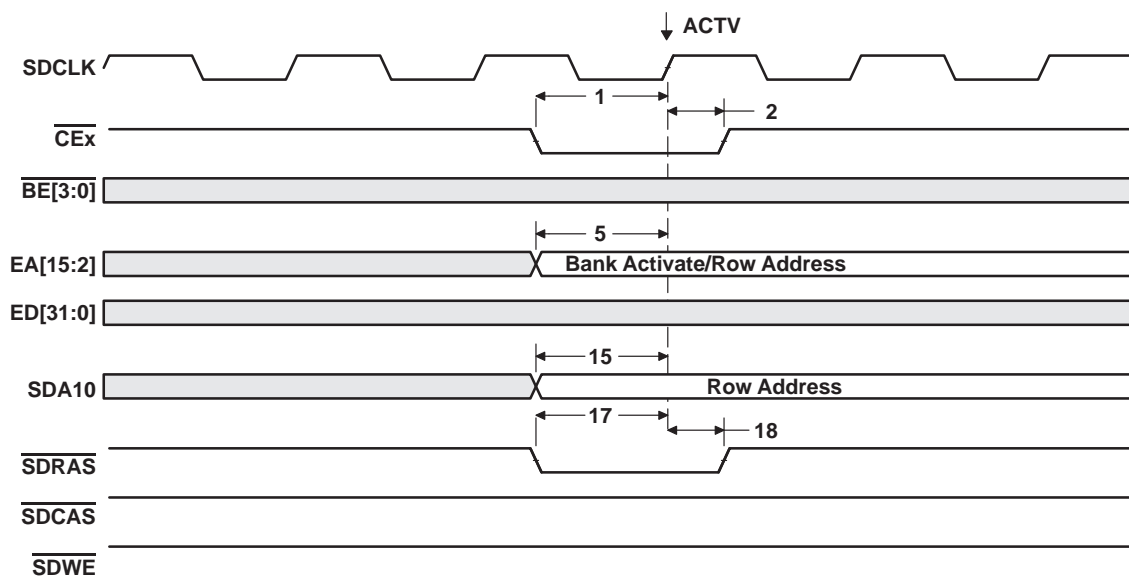 ACTV
SDCLK
1
2
CEx
BE[3:0]
5
EA[15:2]
Bank Activate/Row Address
ED[31:0]
15
SDA10
Row Address
17
18
SDRAS
SDCAS
SDWE